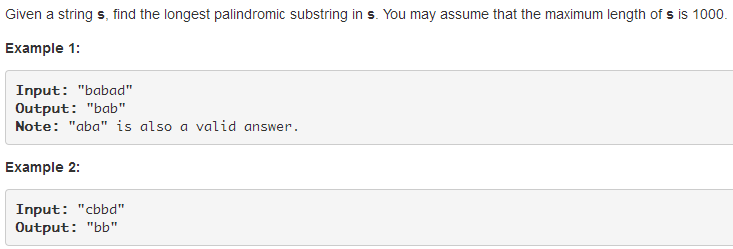 Given a string s, find the longest palindromic substring in s. You may assume that the maximum length of s is 1000.
Example 1:
Input: "babad"
Output: "bab"
Note: "aba" is also a valid answer.
Example 2:
Input: "cbbd"
Output: "bb"